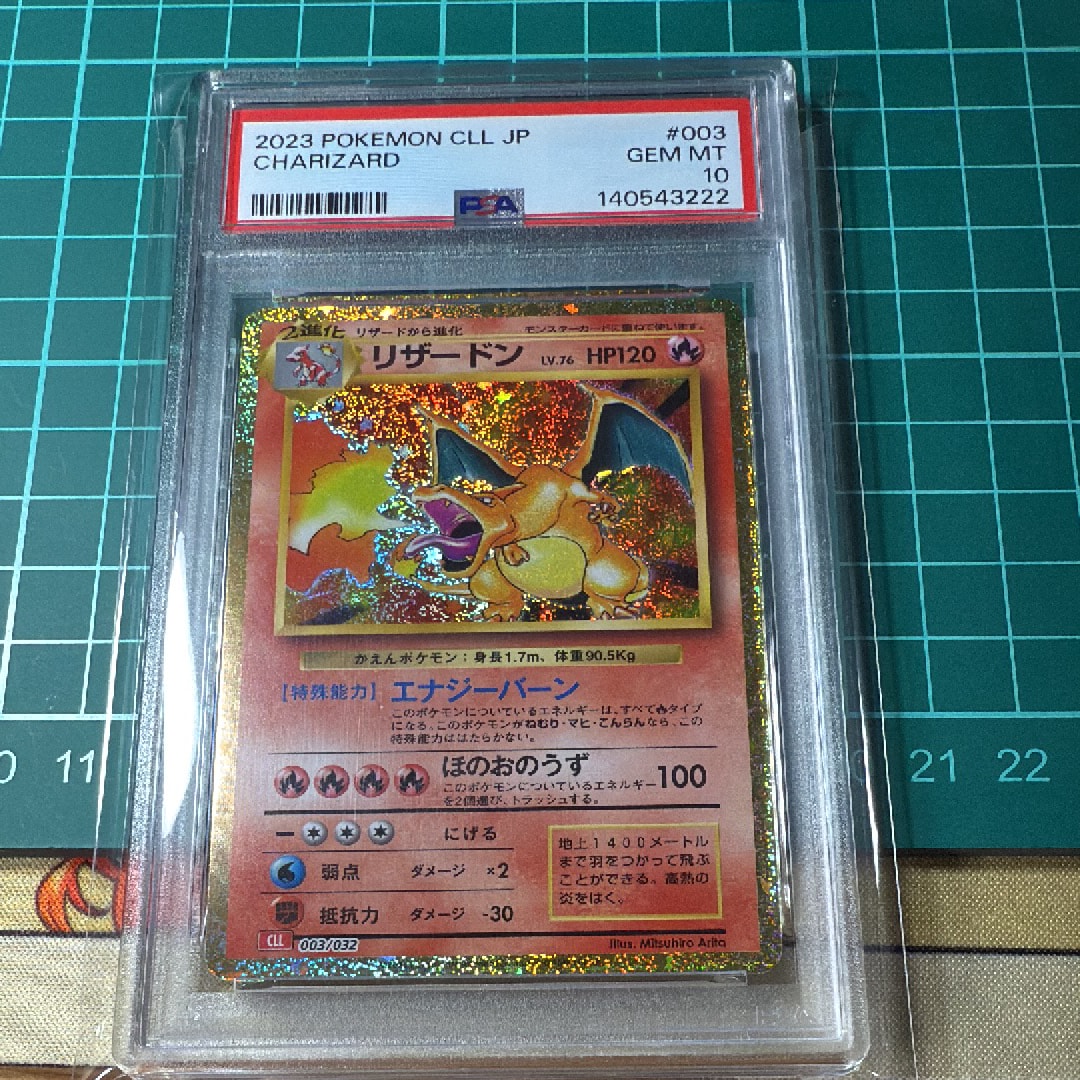 2023 POKEMON CLL JP #003
CHARIZARD GEM MT
10
PSA 140543222
2進化 リザードから進化 モンスターカードに重ねて使います。
リザードン LV.76 HP120
かえんポケモン：身長1.7m、体重90.5Kg
【特殊能力】エナジーバーン
このポケモンについているエネルギーは、すべて タイプ
になる。このポケモンがねむり・マヒ・こんらんなら、この
特殊能力ははたらかない。
ほのおのうず 100
このポケモンについているエネルギー
を2個選び、トラッシュする。
にげる
弱点 ダメージ ×2
抵抗力 ダメージ -30
地上1400メートル
まで羽をつかって飛ぶ
ことができる。高熱の
炎をはく。
CLL 003/032
Illus. Mitsuhiro Arita
0 11 21 22